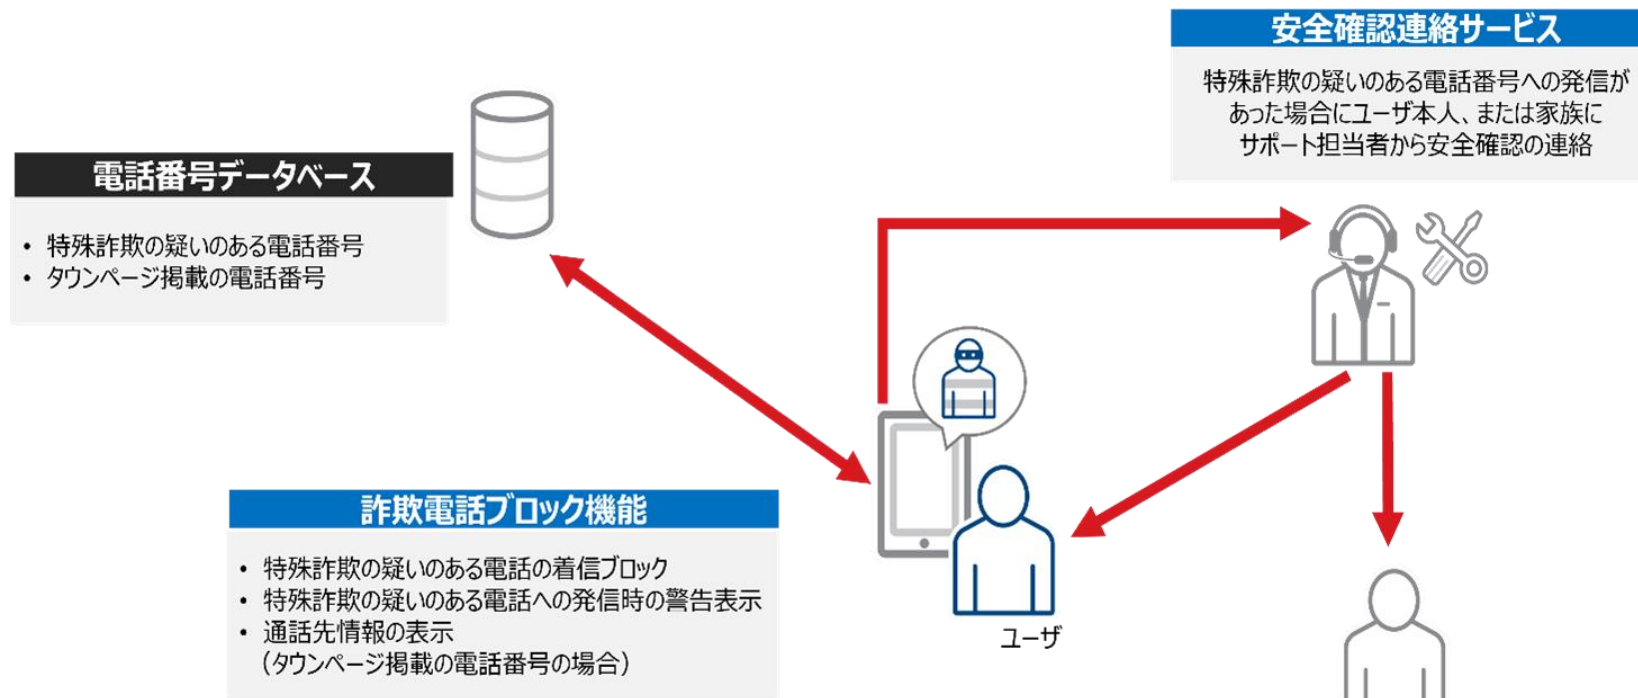 安全確認連絡サービス
特殊詐欺の疑いのある電話番号への発信が
あった場合にユーザ本人、または家族に
サポート担当者から安全確認の連絡
電話番号データベース
・ 特殊詐欺の疑いのある電話番号
・ タウンページ掲載の電話番号
詐欺電話ブロック機能
・ 特殊詐欺の疑いのある電話の着信ブロック
・ 特殊詐欺の疑いのある電話への発信時の警告表示
・ 通話先情報の表示
（タウンページ掲載の電話番号の場合）
ユーザ